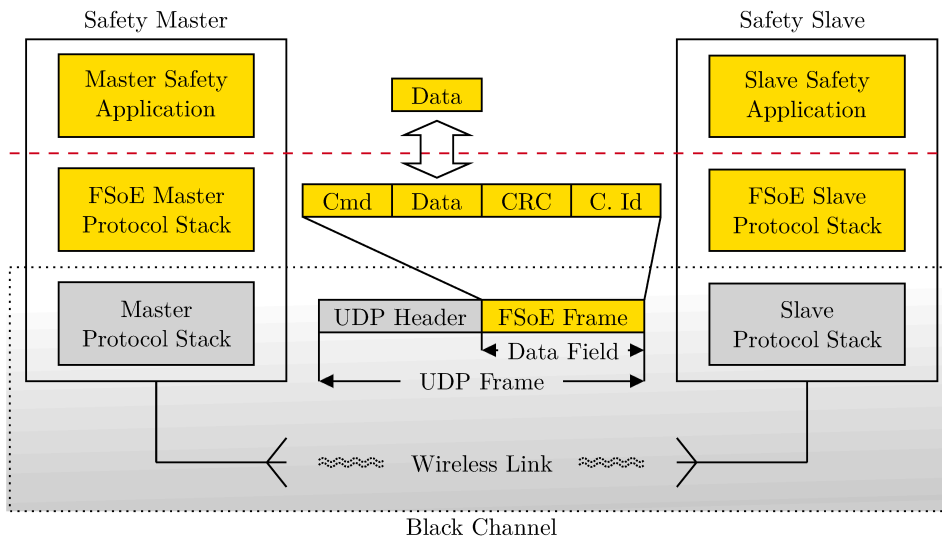 Safety Master
Safety Slave
Master Safety
Application
Data
Slave Safety
Application
FSoE Master
Protocol Stack
Cmd
Data
CRC
C. Id
FSoE Slave
Protocol Stack
Master
Protocol Stack
UDP Header
FSoE Frame
Slave
Protocol Stack
Data Field
UDP Frame
Wireless Link
Black Channel